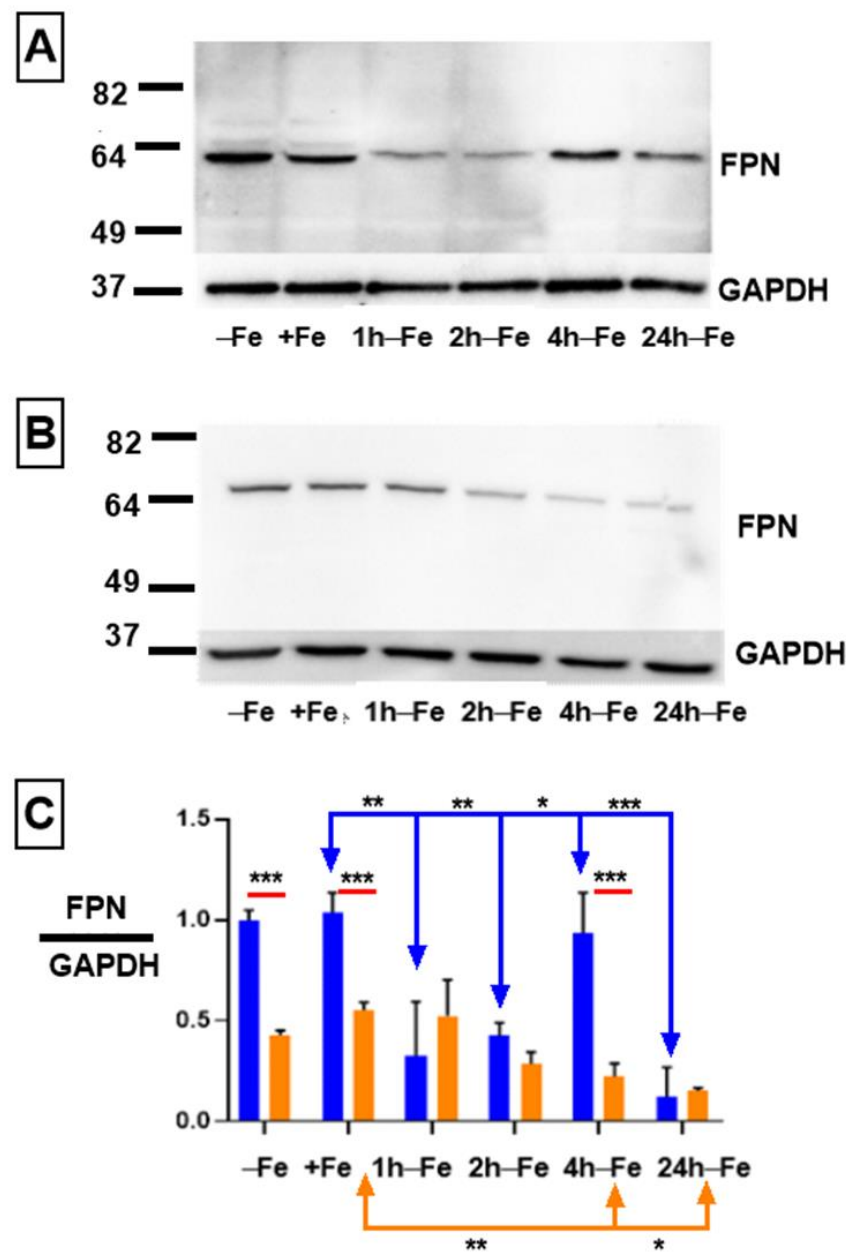 A
82
64
49
37
FPN
GAPDH
–Fe +Fe 1h–Fe 2h–Fe 4h–Fe 24h–Fe
B
82
64
49
37
FPN
GAPDH
–Fe +Fe 1h–Fe 2h–Fe 4h–Fe 24h–Fe
C
FPN
GAPDH
1.5
1.0
0.5
0.0
** ** * ***
*** *** ***
–Fe +Fe 1h–Fe 2h–Fe 4h–Fe 24h–Fe
** *